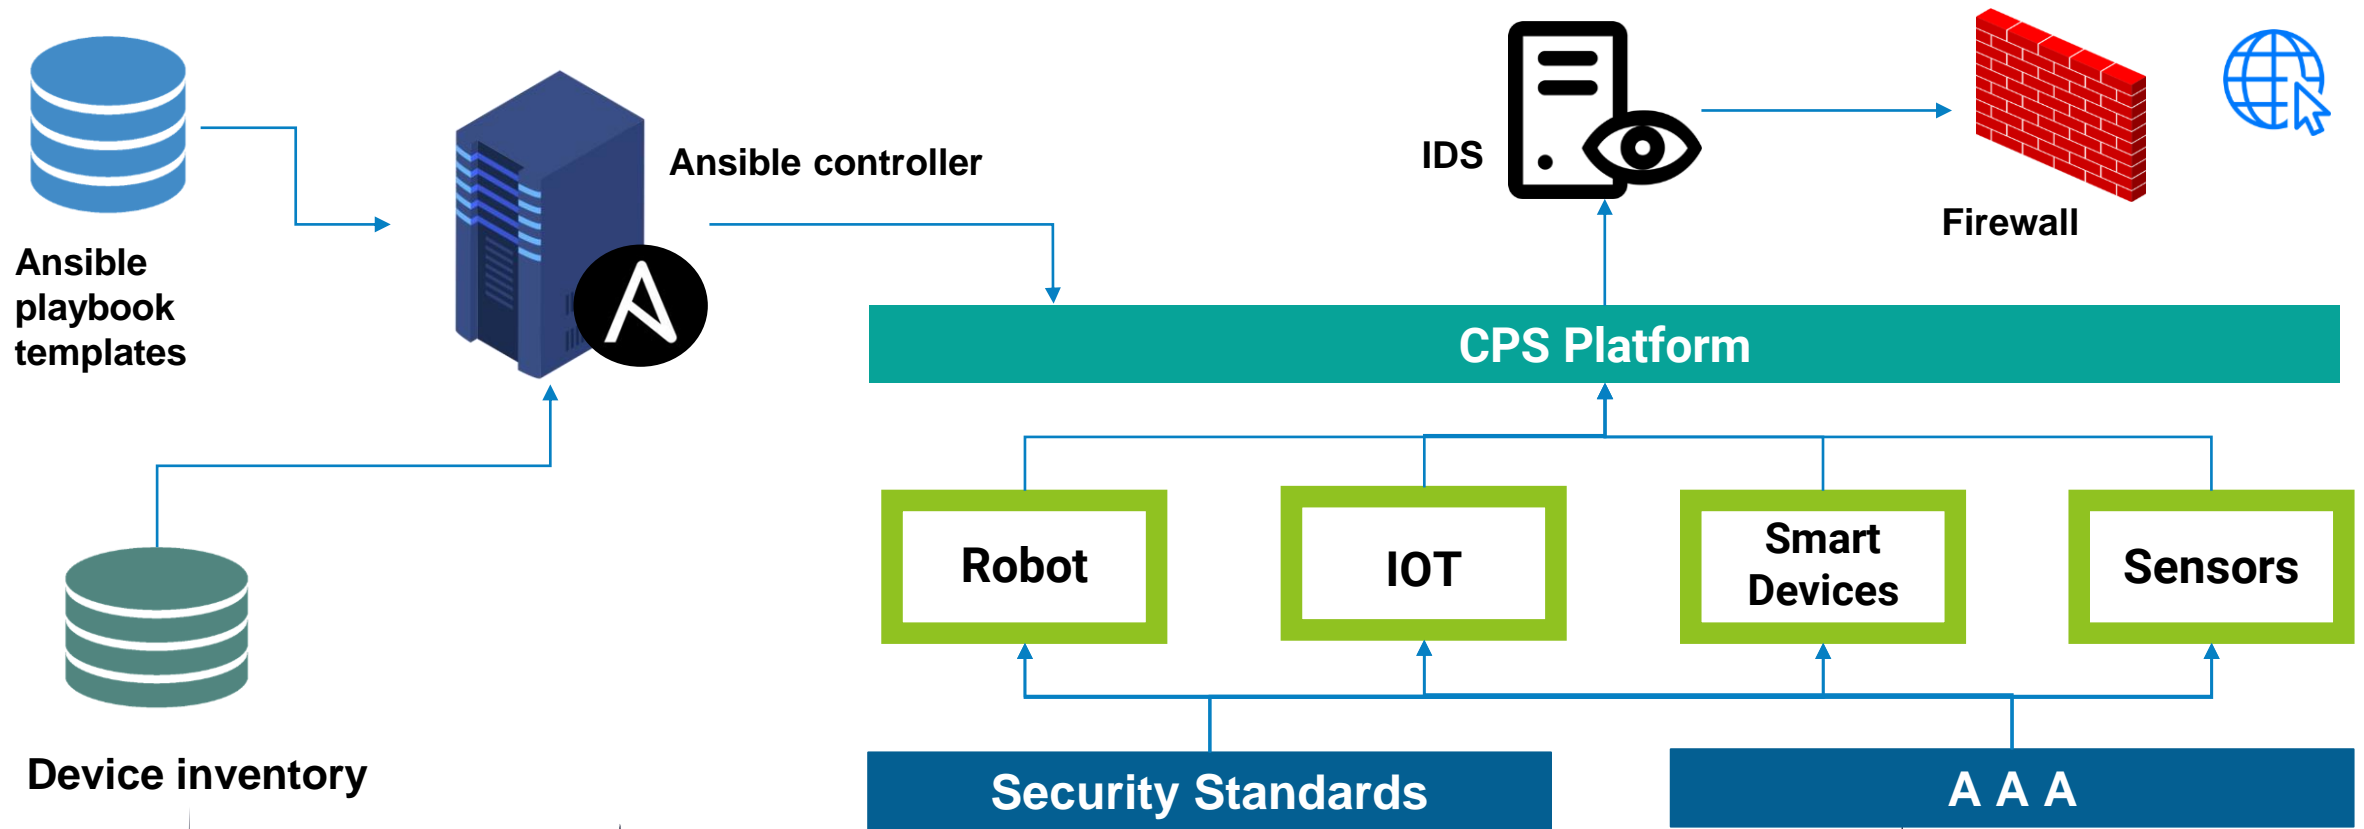 Ansible
playbook
templates
Ansible controller
IDS
Firewall
CPS Platform
Robot
IOT
Smart
Devices
Sensors
Device inventory
Security Standards
A A A